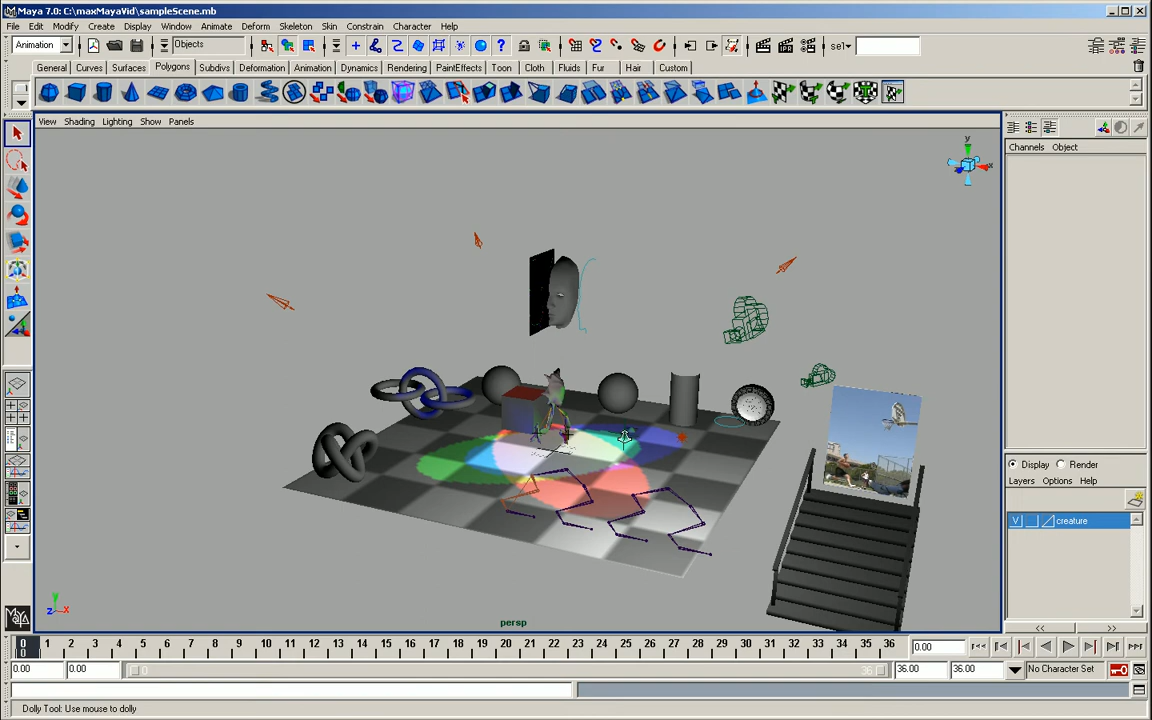 Maya 7.0: C:\maxMayaVid\sampleScene.mb
File Edit Modify Create Display Window Animate Deform Skeleton Skin Constrain Character Help
Animation Objects sel
General Curves Surfaces Polygons Subdivs Deformation Animation Dynamics Rendering PaintEffects Toon Cloth Fluids Fur Hair Custom
View Shading Lighting Show Panels
Channels Object
y
x
persp
z x
Display Render
Layers Options Help
V creature
0 1 2 3 4 5 6 7 8 9 10 11 12 13 14 15 16 17 18 19 20 21 22 23 24 25 26 27 28 29 30 31 32 33 34 35 36
0 0.00
0.00 0.00 0 36 36.00 36.00 No Character Set
Dolly Tool: Use mouse to dolly